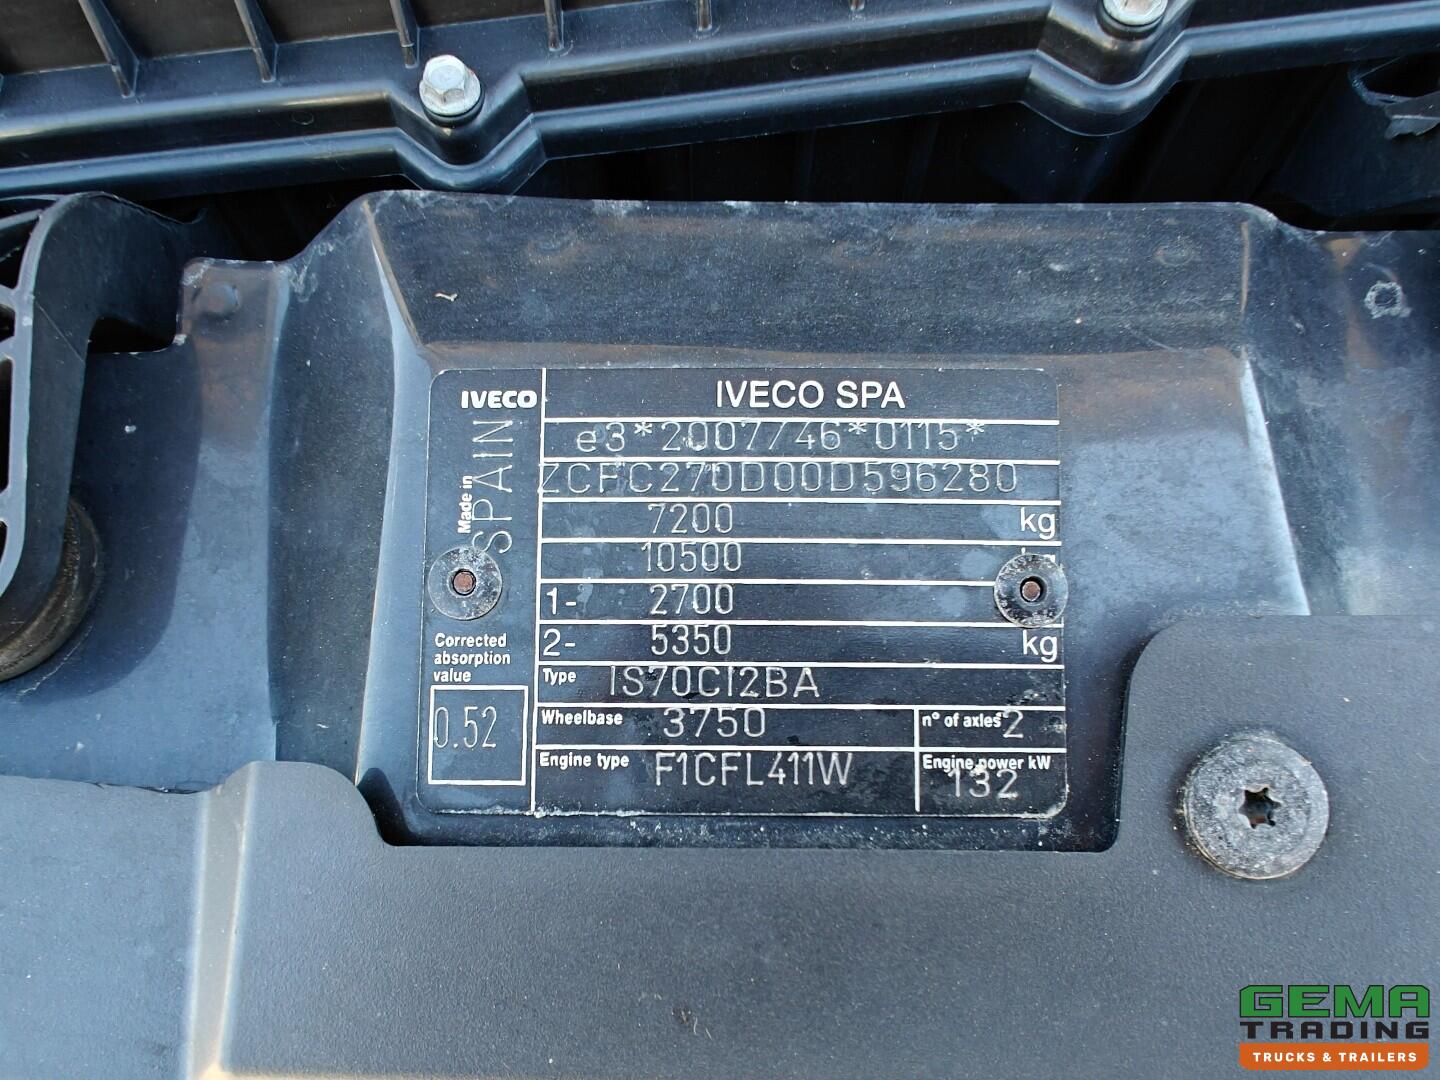 IVECO
IVECO SPA
Made in
SPAIN
e3*2007/46*0115*
ZCFC270D00D596280
7200 kg
10500
1- 2700
2- 5350 kg
Corrected
absorption
value
0.52
Type IS70CI2BA
Wheelbase 3750
n° of axles 2
Engine type F1CFL411W
Engine power kW
132
GEMA
TRADING
TRUCKS & TRAILERS